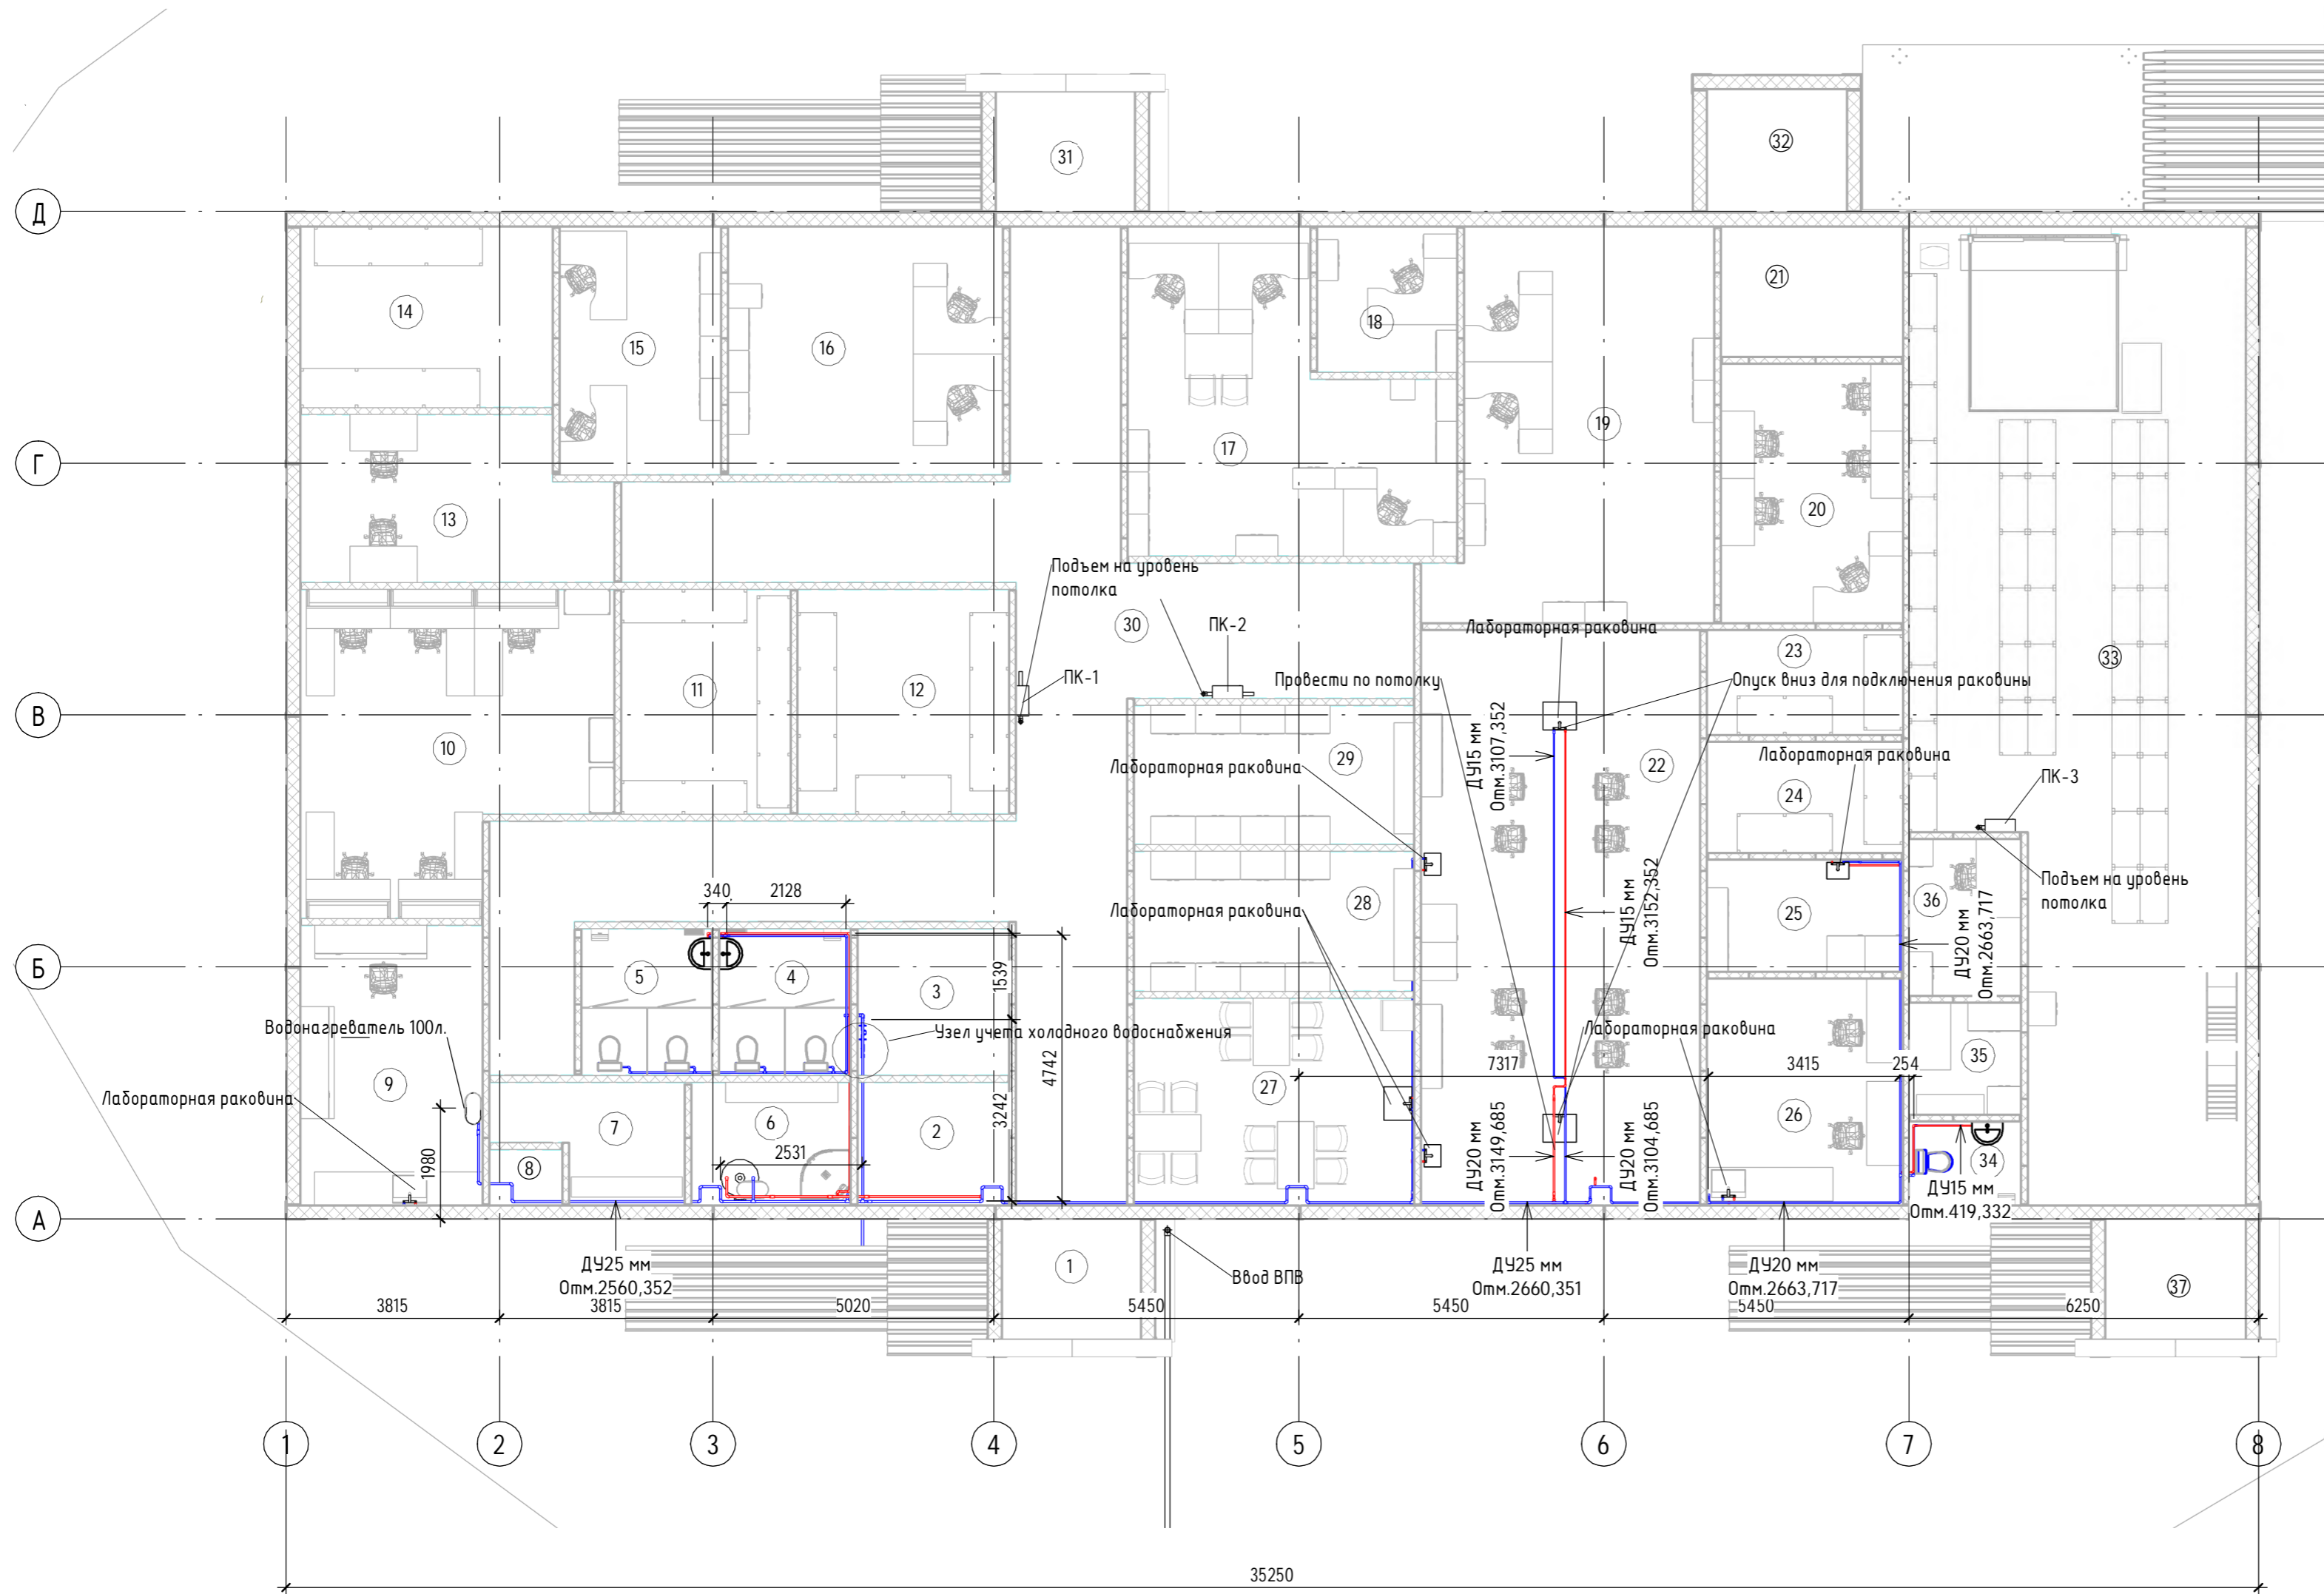 31
32
Д
21
14
18
15
16
19
17
Г
20
13
Подъем на уровень
потолка
30
ПК-2
Лабораторная раковина
23
33
ПК-1
Провести по потолку
Опуск вниз для подключения раковины
11
12
В
10
ДУ15 мм
Отм.3107,352
29
Лабораторная раковина
22
Лабораторная раковина
24
ПК-3
340
2128
Подъем на уровень
потолка
28
Лабораторная раковина
ДУ15 мм
Отм.3152,352
25
36
ДУ20 мм
Отм.2663,717
Б
5
4
3
1539
Водонагреватель 100л.
Узел учета холодного водоснабжения
Лабораторная раковина
4742
7317
3415
254
35
9
27
Лабораторная раковина
7
6
2
3242
26
2531
8
1980
ДУ20 мм
Отм.3149,685
ДУ20 мм
Отм.3104,685
34
ДУ15 мм
Отм.419,332
А
1
ДУ25 мм
Отм.2560,352
Ввод ВПВ
ДУ25 мм
Отм.2660,351
ДУ20 мм
Отм.2663,717
37
3815
3815
5020
5450
5450
5450
6250
1
2
3
4
5
6
7
8
35250